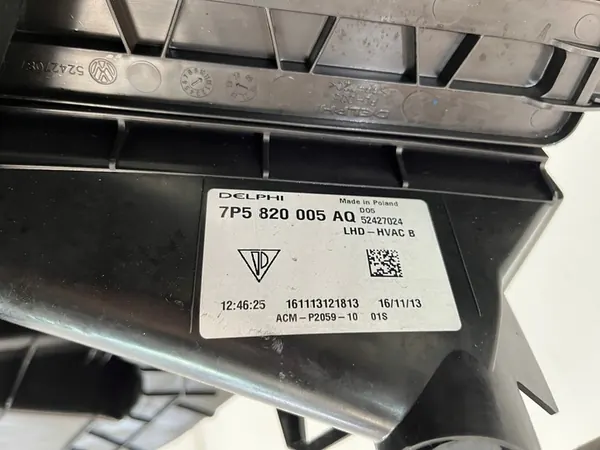 5242708
DELPHI
Made in Poland
7P5 820 005 AQ
D05
52427024
LHD-HVAC B
12:46:25 161113121813 16/11/13
ACM-P2059-10 01S